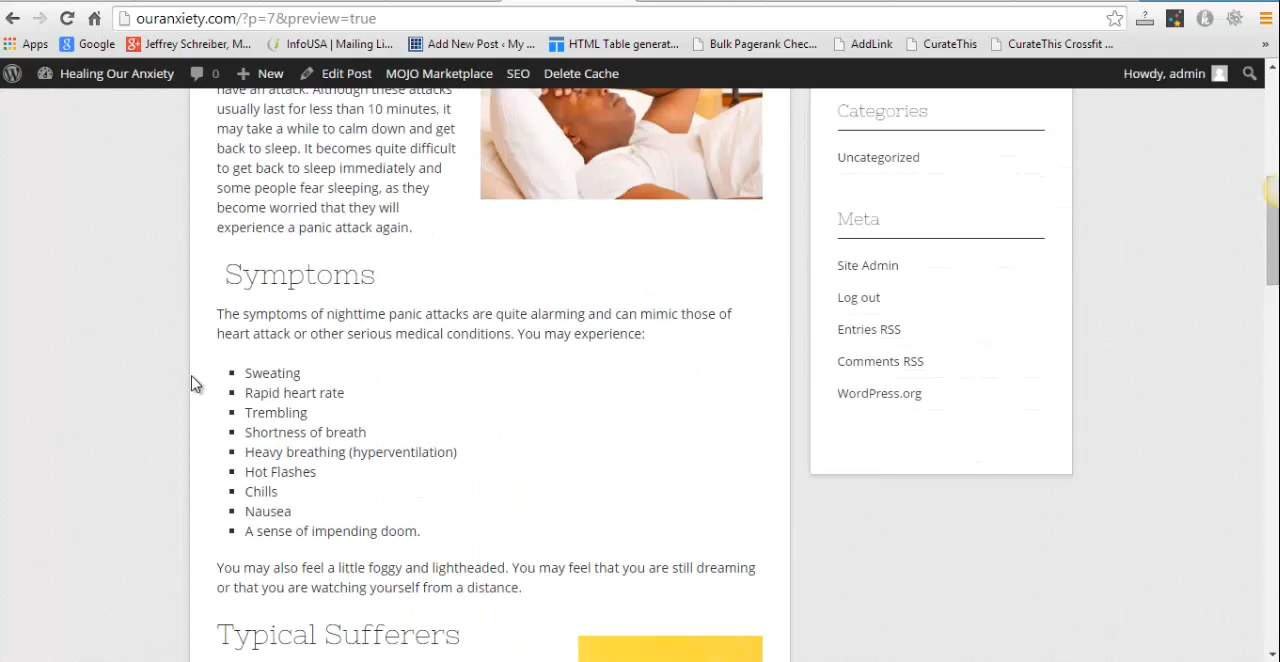 ouranxiety.com/?p=7&preview=true
Apps Google Jeffrey Schreiber, M... InfoUSA | Mailing Li... Add New Post ‹ My ... HTML Table generat... Bulk Pagerank Chec... AddLink CurateThis CurateThis Crossfit ... »
Healing Our Anxiety 0 New Edit Post MOJO Marketplace SEO Delete Cache Howdy, admin
have an attack. Although these attacks
usually last for less than 10 minutes, it
may take a while to calm down and get
back to sleep. It becomes quite difficult
to get back to sleep immediately and
some people fear sleeping, as they
become worried that they will
experience a panic attack again.
Symptoms
The symptoms of nighttime panic attacks are quite alarming and can mimic those of
heart attack or other serious medical conditions. You may experience:
Sweating
Rapid heart rate
Trembling
Shortness of breath
Heavy breathing (hyperventilation)
Hot Flashes
Chills
Nausea
A sense of impending doom.
You may also feel a little foggy and lightheaded. You may feel that you are still dreaming
or that you are watching yourself from a distance.
Typical Sufferers
Categories
Uncategorized
Meta
Site Admin
Log out
Entries RSS
Comments RSS
WordPress.org